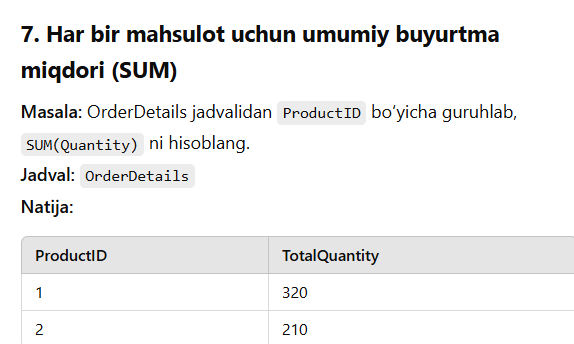 7. Har bir mahsulot uchun umumiy buyurtma
miqdori (SUM)
Masala: OrderDetails jadvalidan ProductID bo‘yicha guruhlab,
SUM(Quantity) ni hisoblang.
Jadval: OrderDetails
Natija:
ProductID TotalQuantity
1 320
2 210